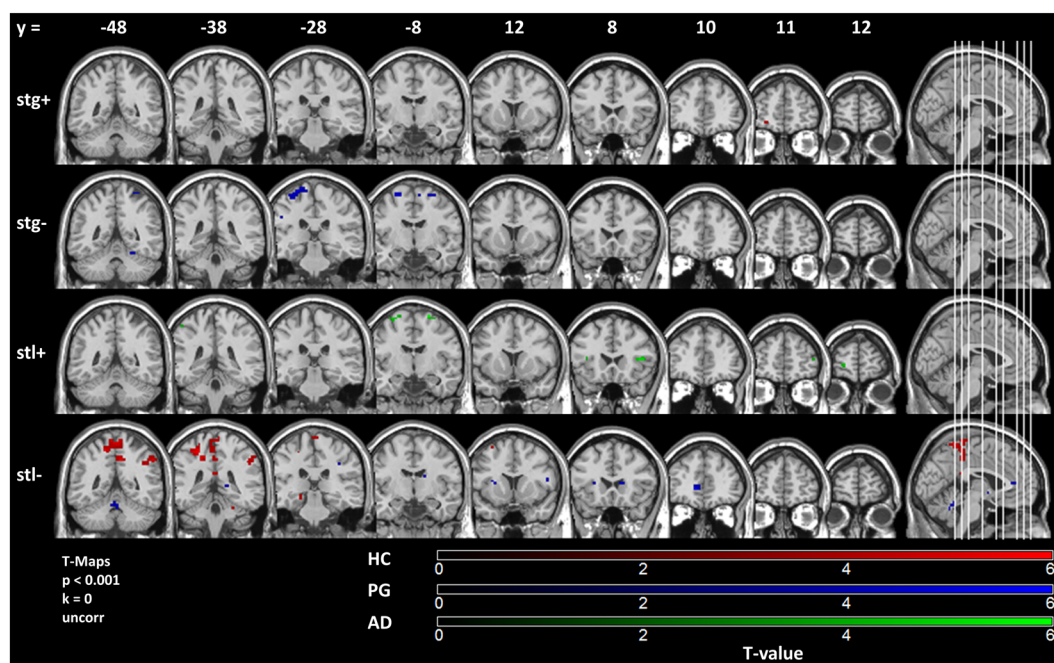 y = -48 -38 -28 -8 12 8 10 11 12
stg+
stg-
stl+
stl-
T-Maps
p < 0.001
k = 0
uncorr
HC
0 2 4 6
PG
0 2 4 6
AD
0 2 4 6
T-value